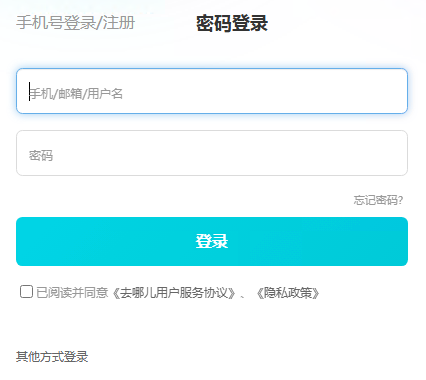 手机号登录/注册 密码登录
手机/邮箱/用户名
密码
忘记密码?
登录
已阅读并同意《去哪儿用户服务协议》、《隐私政策》
其他方式登录